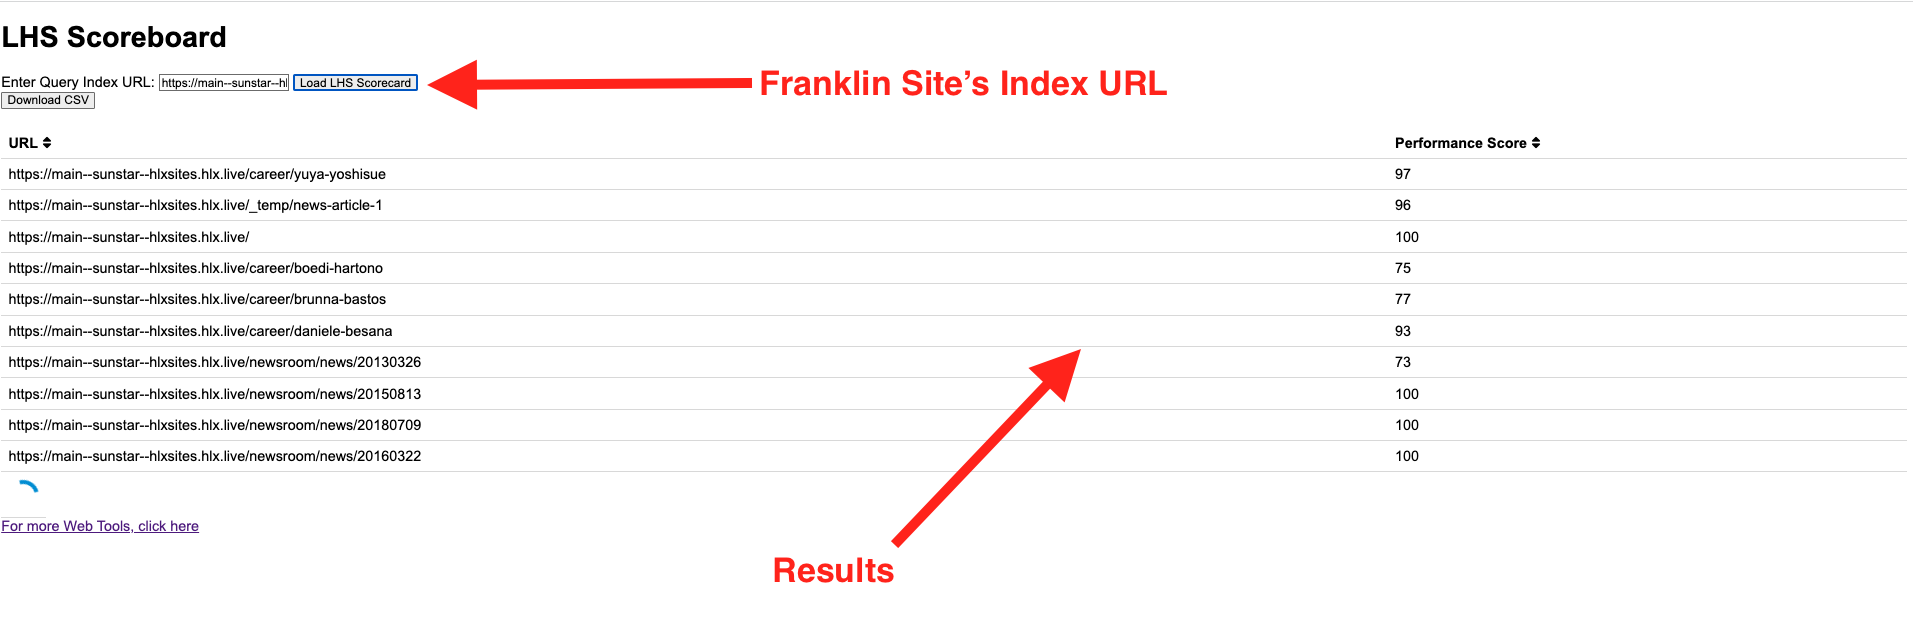 LHS Scoreboard
Enter Query Index URL: https://main--sunstar--hl Load LHS Scorecard
Franklin Site's Index URL
Download CSV
URL Performance Score
https://main--sunstar--hlxsites.hlx.live/career/yuya-yoshisue 97
https://main--sunstar--hlxsites.hlx.live/_temp/news-article-1 96
https://main--sunstar--hlxsites.hlx.live/ 100
https://main--sunstar--hlxsites.hlx.live/career/boedi-hartono 75
https://main--sunstar--hlxsites.hlx.live/career/brunna-bastos 77
https://main--sunstar--hlxsites.hlx.live/career/daniele-besana 93
https://main--sunstar--hlxsites.hlx.live/newsroom/news/20130326 73
https://main--sunstar--hlxsites.hlx.live/newsroom/news/20150813 100
https://main--sunstar--hlxsites.hlx.live/newsroom/news/20180709 100
https://main--sunstar--hlxsites.hlx.live/newsroom/news/20160322 100
For more Web Tools, click here
Results